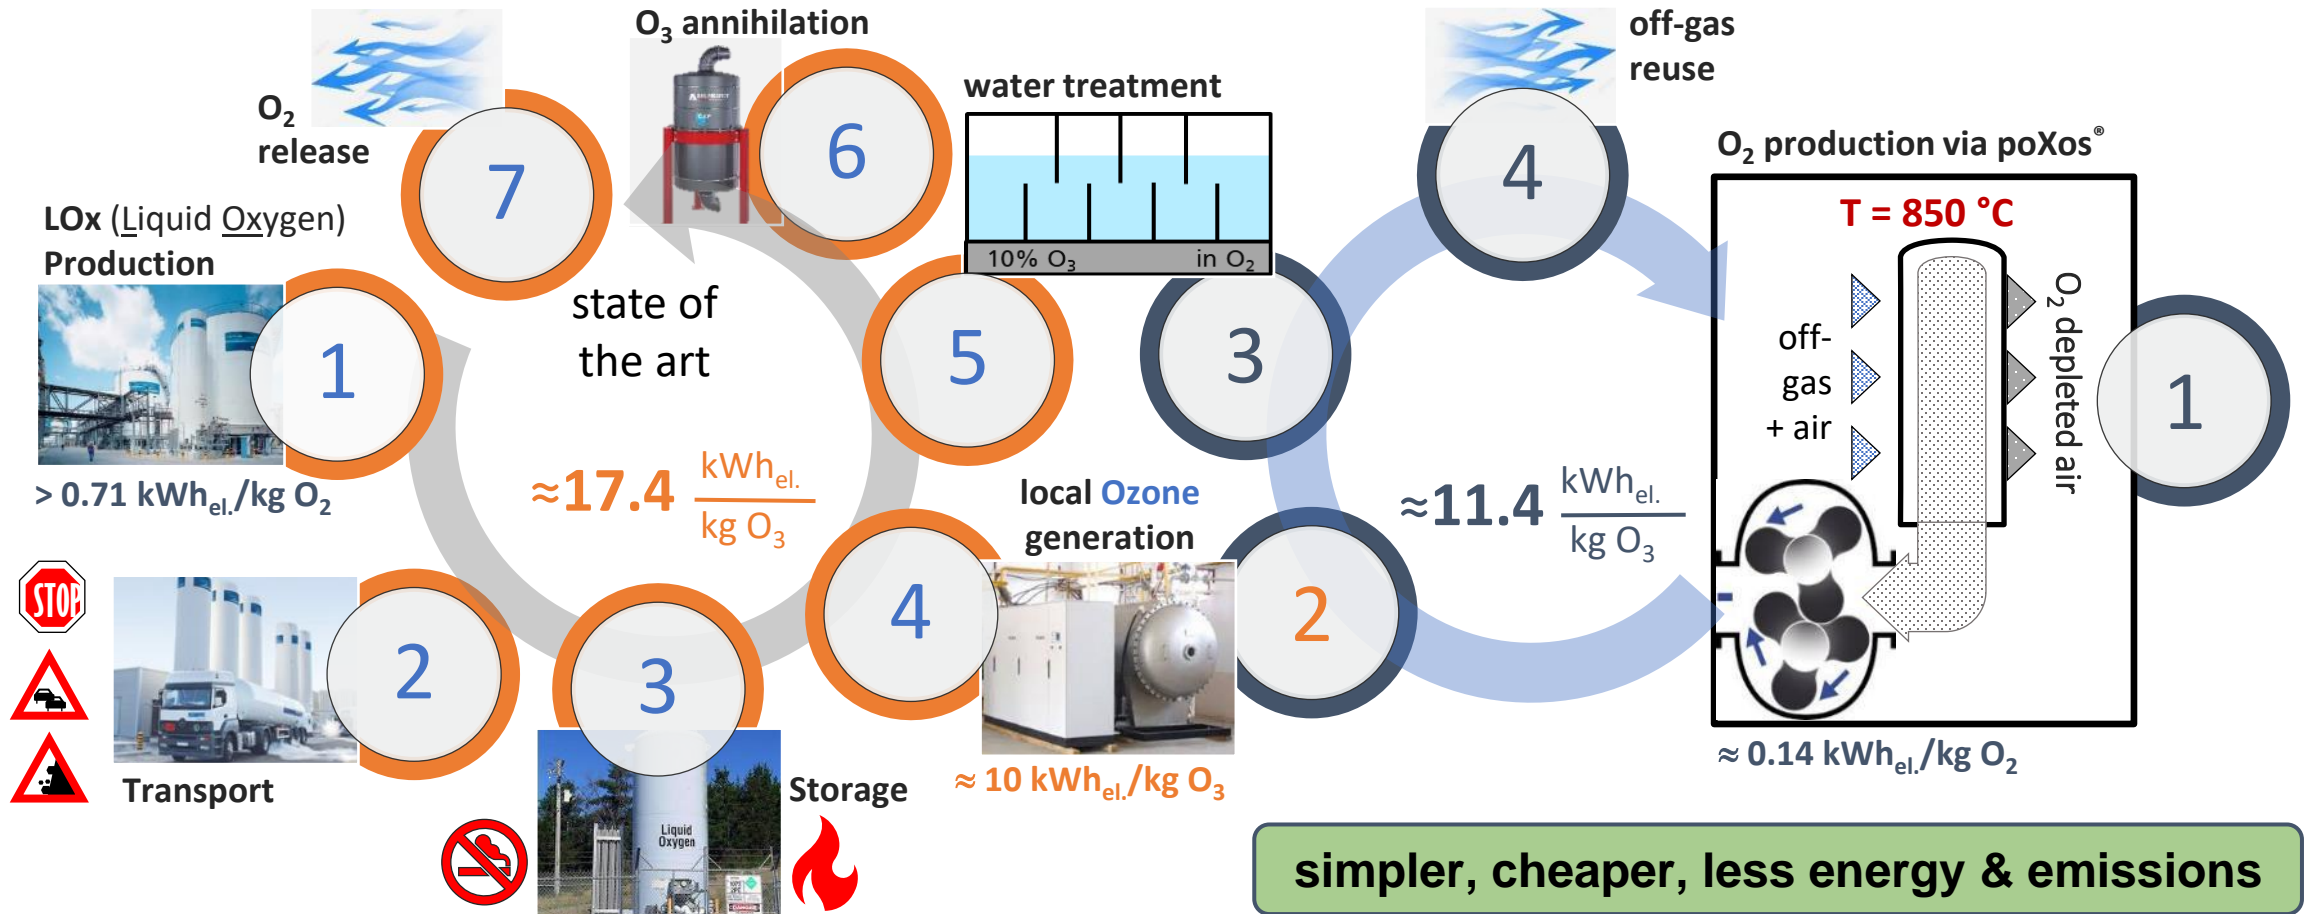 O₃ annihilation
off-gas
reuse
water treatment
O₂
release
7
6
4
O₂ production via poXos®
T = 850 °C
LOx (Liquid Oxygen)
Production
10% O₃ in O₂
state of
the art
1
5
3
off-
gas
+ air
O₂ depleted air
1
> 0.71 kWhel./kg O₂
≈17.4 kWhel.
kg O₃
local Ozone
generation
≈11.4 kWhel.
kg O₃
STOP
2
3
4
2
Transport
Liquid
Oxygen
Storage
≈ 10 kWhel./kg O₃
≈ 0.14 kWhel./kg O₂
simpler, cheaper, less energy & emissions